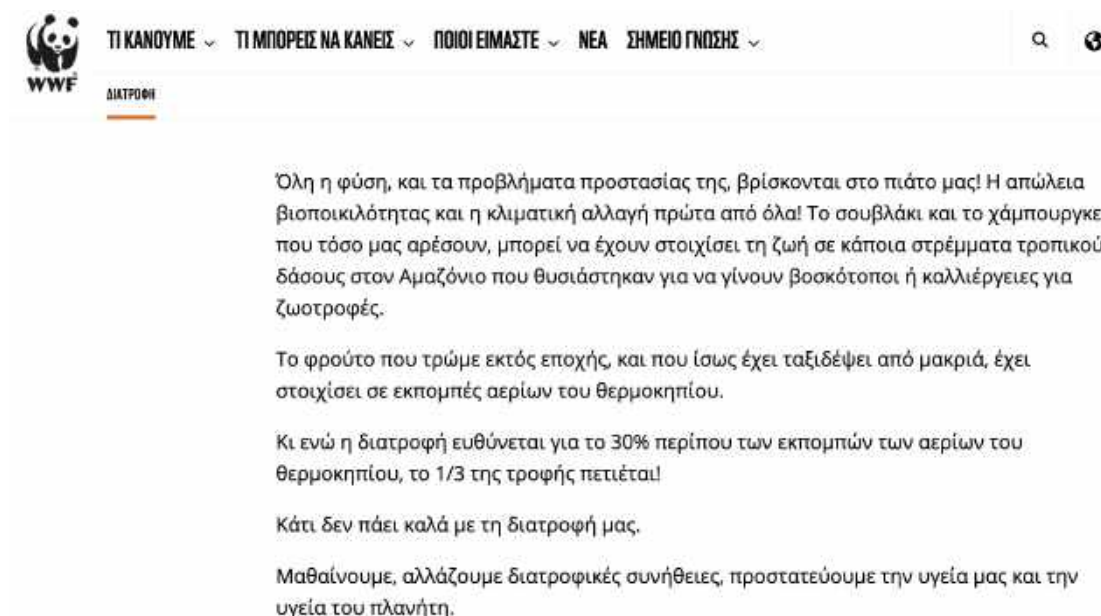 ΤΙ ΚΑΝΟΥΜΕ ΤΙ ΜΠΟΡΕΙΣ ΝΑ ΚΑΝΕΙΣ ΠΟΙΟΙ ΕΙΜΑΣΤΕ ΝΕΑ ΣΗΜΕΙΟ ΓΝΩΣΗΣ
WWF
ΔΙΑΤΡΟΦΗ
Όλη η φύση, και τα προβλήματα προστασίας της, βρίσκονται στο πιάτο μας! Η απώλεια
βιοποικιλότητας και η κλιματική αλλαγή πρώτα από όλα! Το σουβλάκι και το χάμπουργκε
που τόσο μας αρέσουν, μπορεί να έχουν στοιχίσει τη ζωή σε κάποια στρέμματα τροπικού
δάσους στον Αμαζόνιο που θυσιάστηκαν για να γίνουν βοσκότοποι ή καλλιέργειες για
ζωοτροφές.
Το φρούτο που τρώμε εκτός εποχής, και που ίσως έχει ταξιδέψει από μακριά, έχει
στοιχίσει σε εκπομπές αερίων του θερμοκηπίου.
Κι ενώ η διατροφή ευθύνεται για το 30% περίπου των εκπομπών των αερίων του
θερμοκηπίου, το 1/3 της τροφής πετιέται!
Κάτι δεν πάει καλά με τη διατροφή μας.
Μαθαίνουμε, αλλάζουμε διατροφικές συνήθειες, προστατεύουμε την υγεία μας και την
υγεία του πλανήτη.